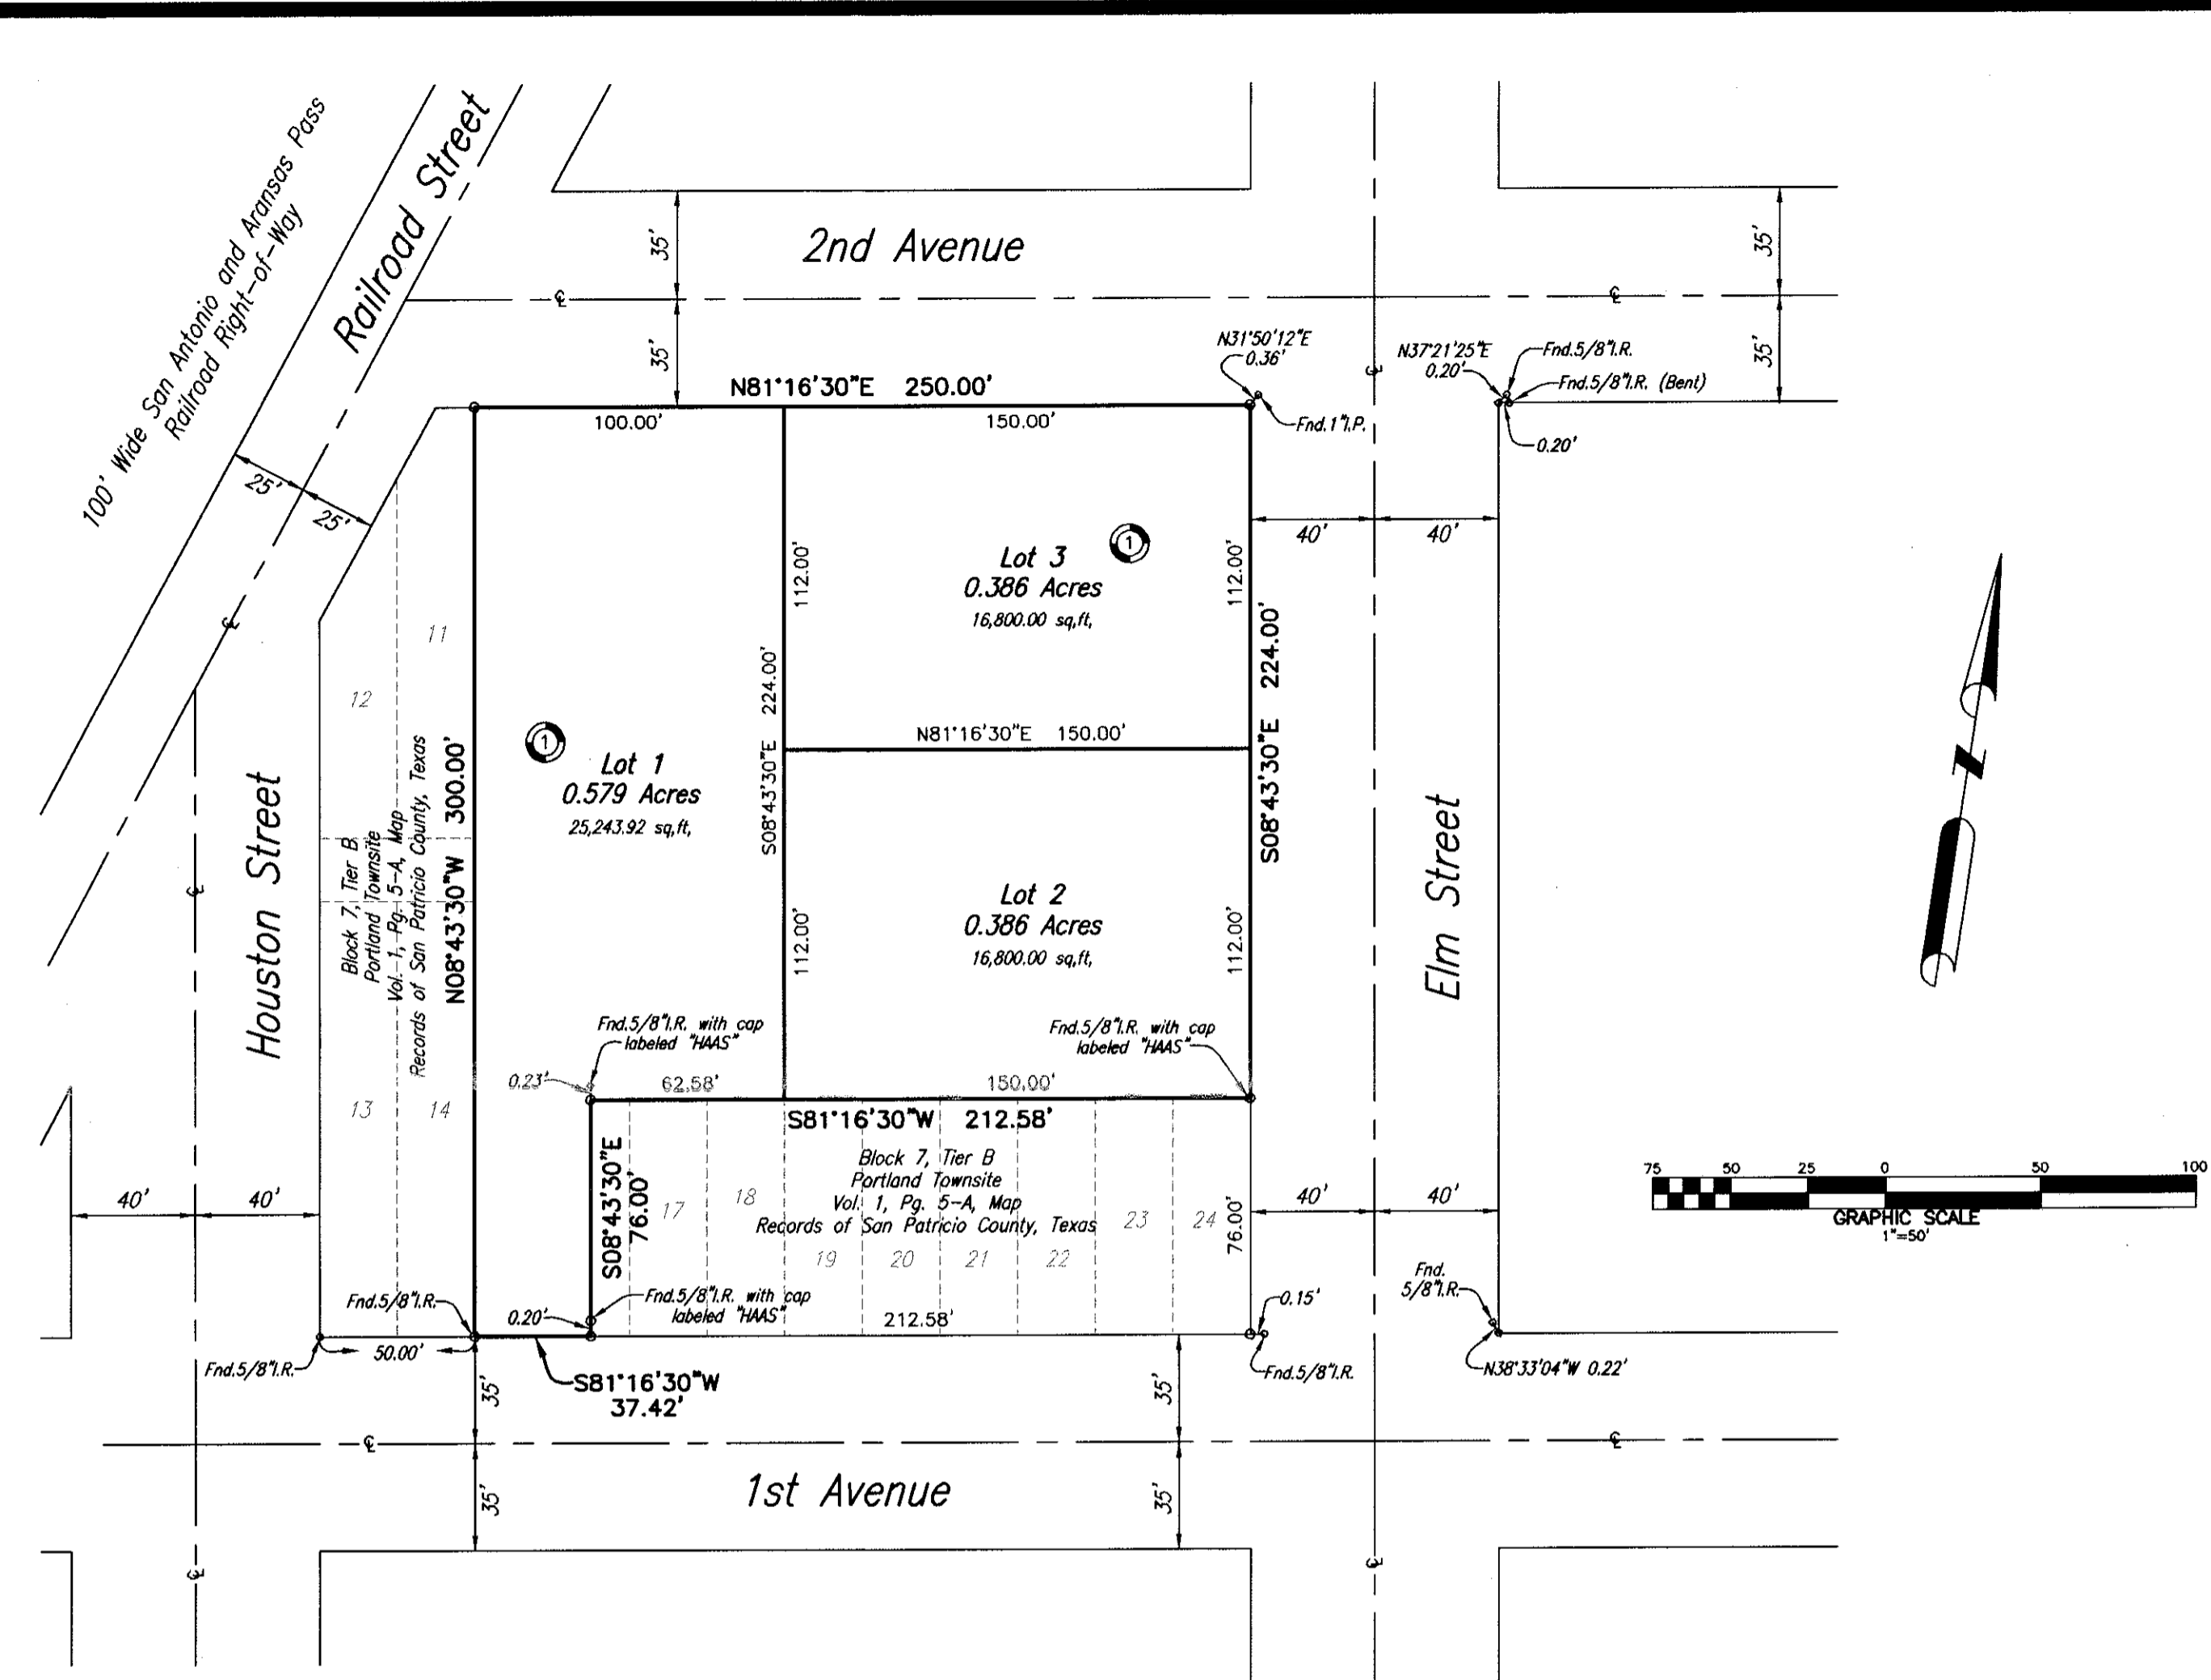 100' Wide San Antonio and Aransas Pass
Railroad Right-of-Way
Railroad Street
25'
25'
2nd Avenue
35'
35'
35'
35'
℄
℄
℄
N81°16'30"E 250.00'
100.00'
150.00'
N31°50'12"E
0.36'
Fnd.1"I.P.
N37°21'25"E
0.20'
Fnd.5/8"I.R.
Fnd.5/8"I.R. (Bent)
0.20'
40'
40'
Lot 3
0.386 Acres
16,800.00 sq,ft,
1
112.00'
112.00'
224.00'
S08°43'30"E
S08°43'30"E 224.00'
N81°16'30"E 150.00'
11
12
℄
1
Lot 1
0.579 Acres
25,243.92 sq,ft,
Houston Street
℄
Block 7, Tier B
Portland Townsite
Vol. 1, Pg. 5-A, Map
Records of San Patricio County, Texas
N08°43'30"W 300.00'
Lot 2
0.386 Acres
16,800.00 sq,ft,
112.00'
112.00'
Elm Street
N
Fnd.5/8"I.R. with cap
labeled "HAAS"
Fnd.5/8"I.R. with cap
labeled "HAAS"
0.23'
62.58'
150.00'
13
14
S81°16'30"W 212.58'
S08°43'30"E
76.00'
Block 7, Tier B
Portland Townsite
Vol. 1, Pg. 5-A, Map
Records of San Patricio County, Texas
17
18
19
20
21
22
23
24
76.00'
40'
40'
40'
40'
75 50 25 0 50 100
GRAPHIC SCALE
1"=50'
Fnd.5/8"I.R.
0.20'
Fnd.5/8"I.R. with cap
labeled "HAAS"
212.58'
0.15'
Fnd.5/8"I.R.
Fnd.
5/8"I.R.
N38°33'04"W 0.22'
Fnd.5/8"I.R.
50.00'
S81°16'30"W
37.42'
35'
35'
35'
35'
℄
℄
1st Avenue
℄
℄